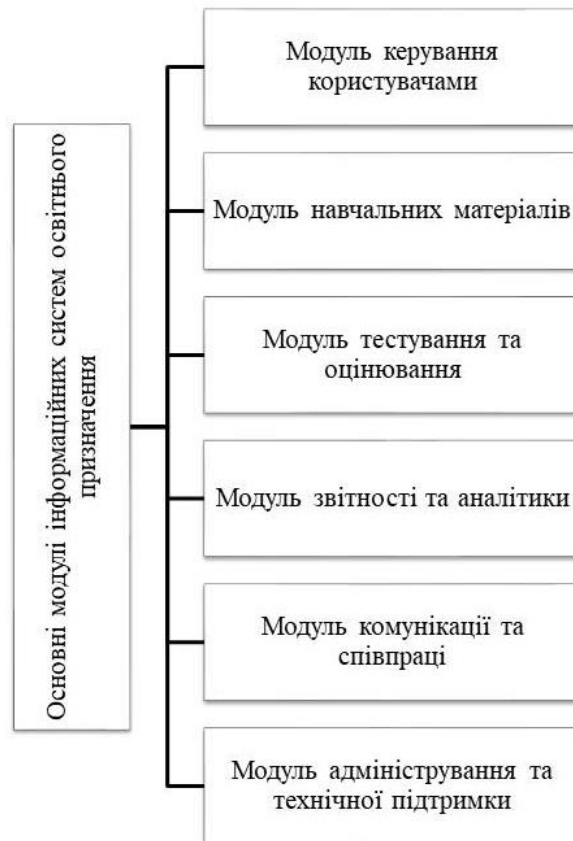 Основні модулі інформаційних систем освітнього
призначення
Модуль керування
користувачами
Модуль навчальних матеріалів
Модуль тестування та
оцінювання
Модуль звітності та аналітики
Модуль комунікації та
співпраці
Модуль адміністрування та
технічної підтримки